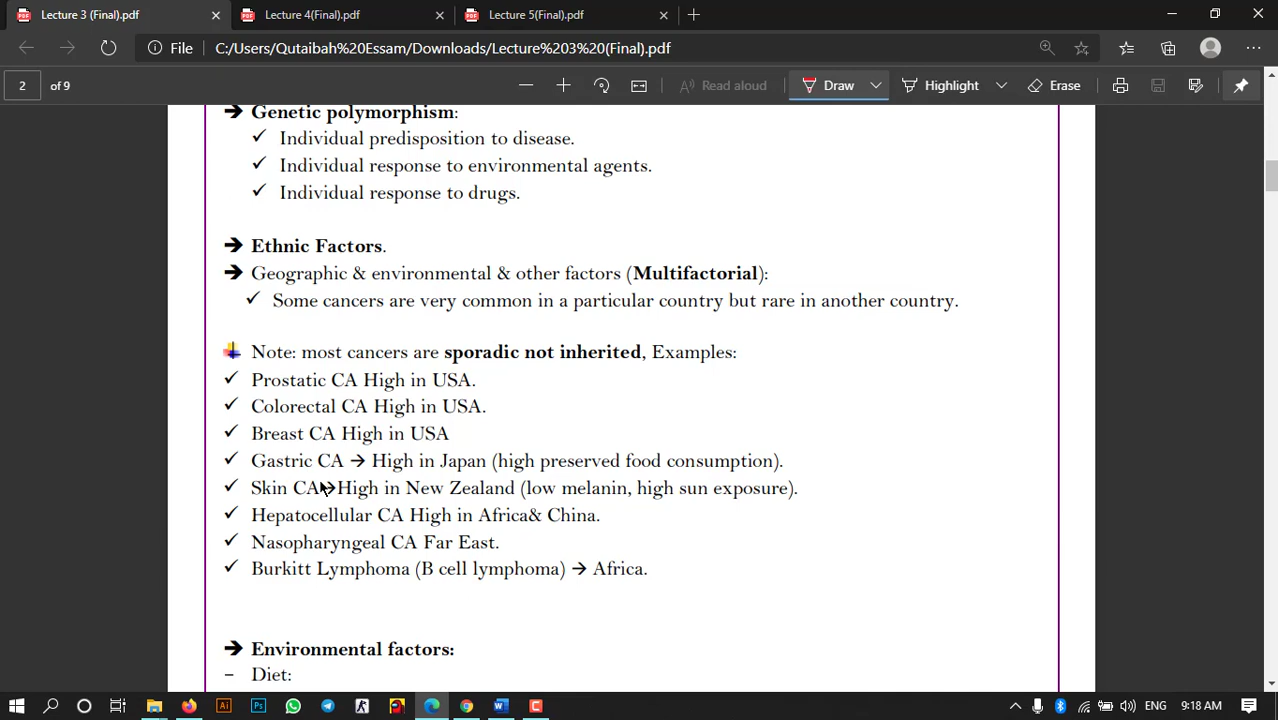 Lecture 3 (Final).pdf
Lecture 4(Final).pdf
Lecture 5(Final).pdf
File
C:/Users/Qutaibah%20Essam/Downloads/Lecture%203%20(Final).pdf
2 of 9
Read aloud
Draw
Highlight
Erase
➔ Genetic polymorphism:
✓ Individual predisposition to disease.
✓ Individual response to environmental agents.
✓ Individual response to drugs.
➔ Ethnic Factors.
➔ Geographic & environmental & other factors (Multifactorial):
✓ Some cancers are very common in a particular country but rare in another country.
Note: most cancers are sporadic not inherited, Examples:
✓ Prostatic CA High in USA.
✓ Colorectal CA High in USA.
✓ Breast CA High in USA
✓ Gastric CA → High in Japan (high preserved food consumption).
✓ Skin CA→High in New Zealand (low melanin, high sun exposure).
✓ Hepatocellular CA High in Africa& China.
✓ Nasopharyngeal CA Far East.
✓ Burkitt Lymphoma (B cell lymphoma) → Africa.
➔ Environmental factors:
– Diet:
ENG 9:18 AM